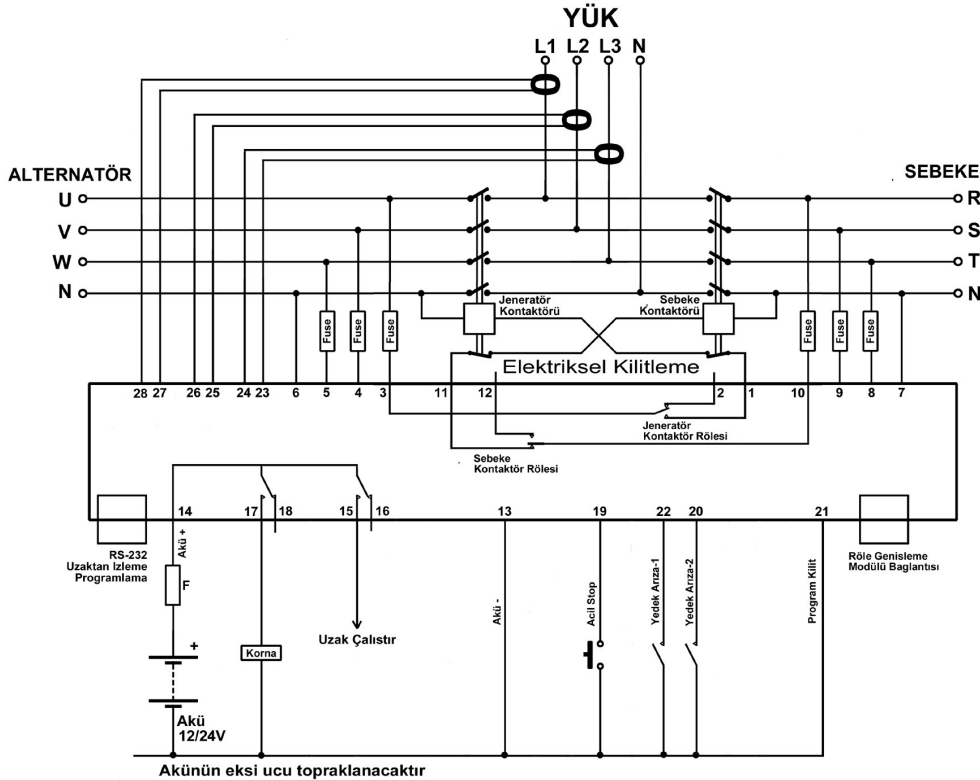 YÜK
L1 L2 L3 N
ALTERNATÖR
SEBEKE
U
R
V
S
W
T
N
N
Jeneratör
Kontaktörü
Sebeke
Kontaktörü
Fuse
Fuse
Fuse
Fuse
Fuse
Fuse
Elektriksel Kilitleme
28 27 26 25 24 23 6 5 4 3 11 12 2 1 10 9 8 7
Jeneratör
Kontaktör Rölesi
Sebeke
Kontaktör Rölesi
14 17 18 15 16 13 19 22 20 21
RS-232
Uzaktan Izleme
Programlama
Röle Genisleme
Modülü Baglantısı
Akü +
F
Akü -
Acil Stop
Yedek Arıza-1
Yedek Arıza-2
Program Kilit
Uzak Çalıstır
Korna
+
Akü
12/24V
Akünün eksi ucu topraklanacaktır